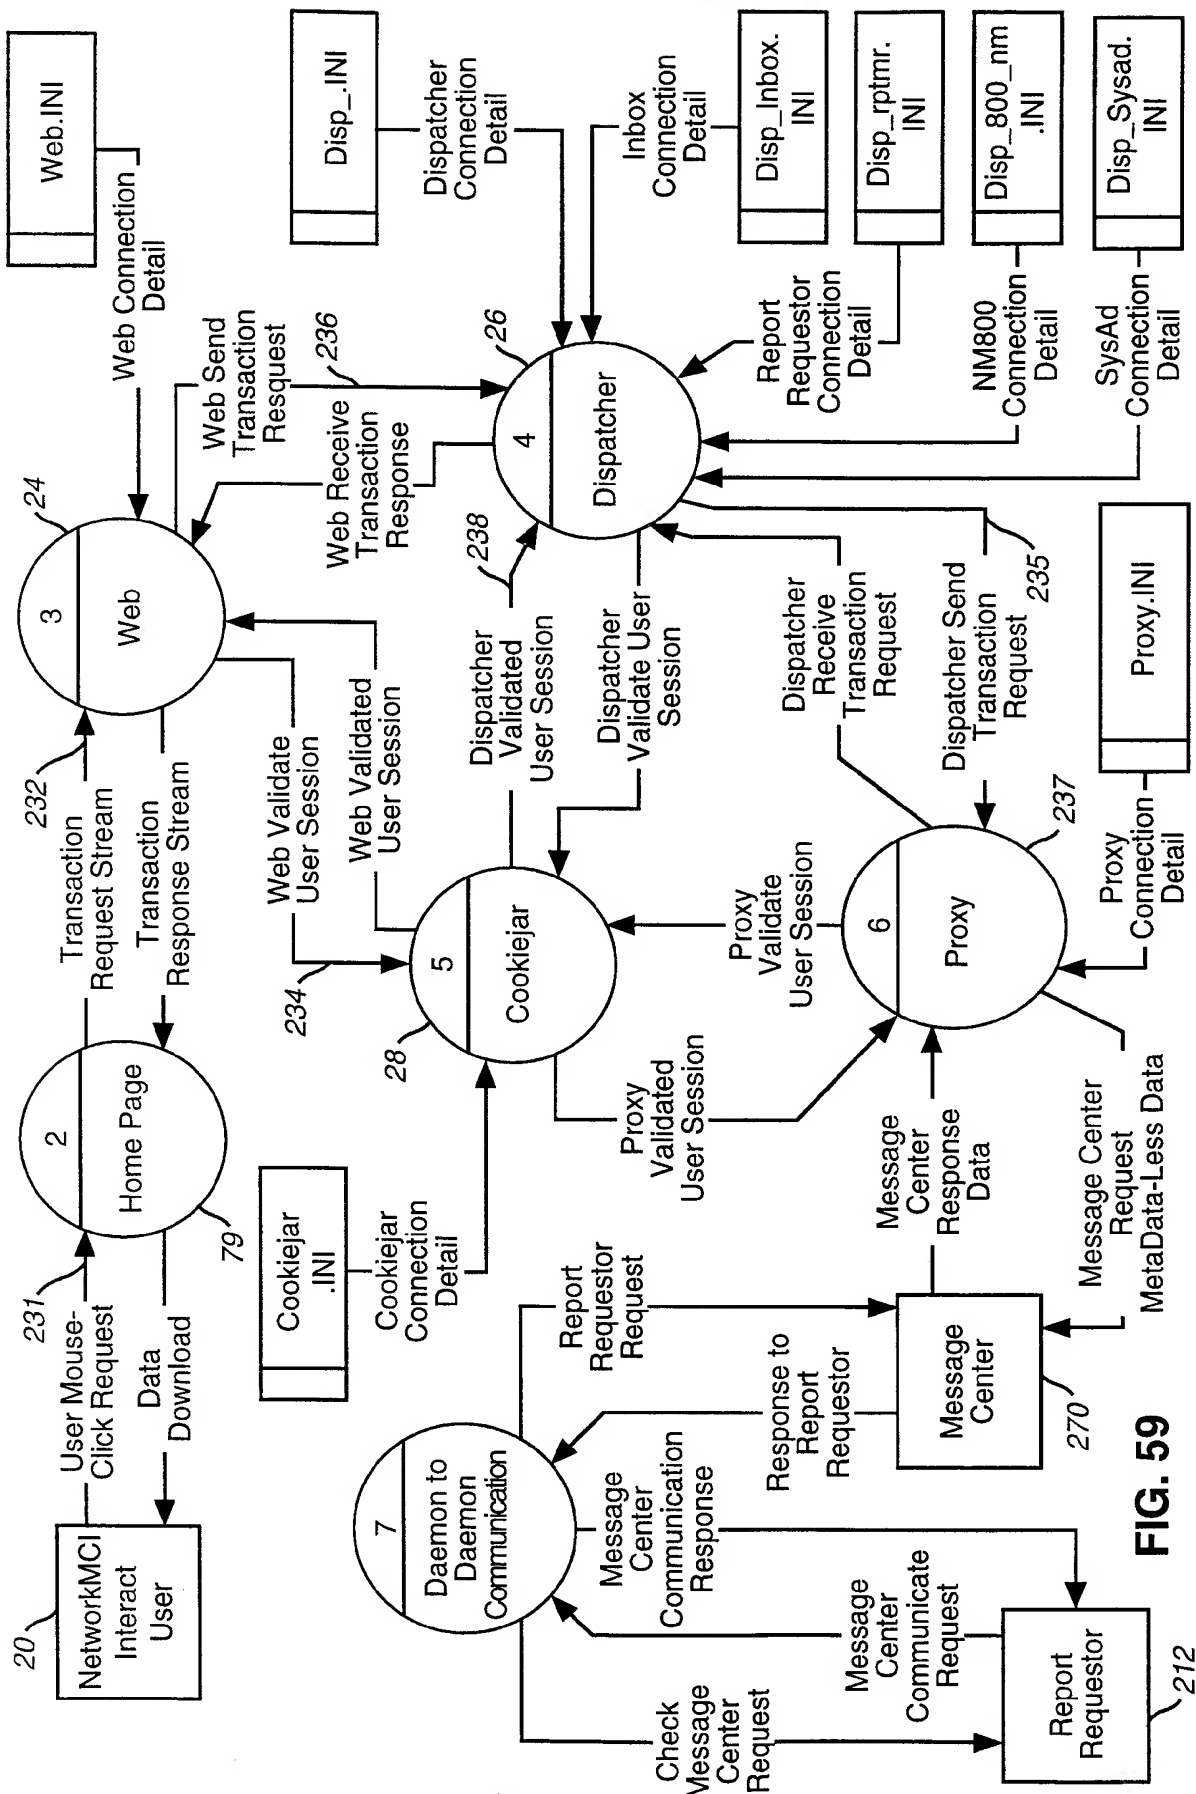 20
NetworkMCI
Interact
User
User Mouse-
Click Request
231
Data
Download
2
Home Page
79
Transaction
Request Stream
232
Transaction
Response Stream
3
Web
24
Web Connection
Detail
Web.INI
Web Validate
User Session
234
Web Validated
User Session
Web Send
Transaction
Resquest
236
Web Receive
Transaction
Response
Cookiejar
.INI
Cookiejar
Connection
Detail
28
5
Cookiejar
Dispatcher
Validated
User Session
238
Dispatcher
Validate User
Session
4
Dispatcher
26
Disp_.INI
Dispatcher
Connection
Detail
Inbox
Connection
Detail
Disp_Inbox.
INI
Report
Requestor
Connection
Detail
Disp_rptmr.
INI
NM800
Connection
Detail
Disp_800_nm
.INI
SysAd
Connection
Detail
Disp_Sysad.
INI
Dispatcher
Receive
Transaction
Request
Dispatcher Send
Transaction
Request
235
Proxy
Validate
User Session
Proxy
Validated
User Session
6
Proxy
237
Proxy
Connection
Detail
Proxy.INI
7
Daemon to
Daemon
Communication
Report
Requestor
Request
Response to
Report
Requestor
Message
Center
Response
Data
Message Center
Request
MetaData-Less Data
Message
Center
270
Message
Center
Communication
Response
Message
Center
Communicate
Request
Check
Message
Center
Request
Report
Requestor
212
FIG. 59